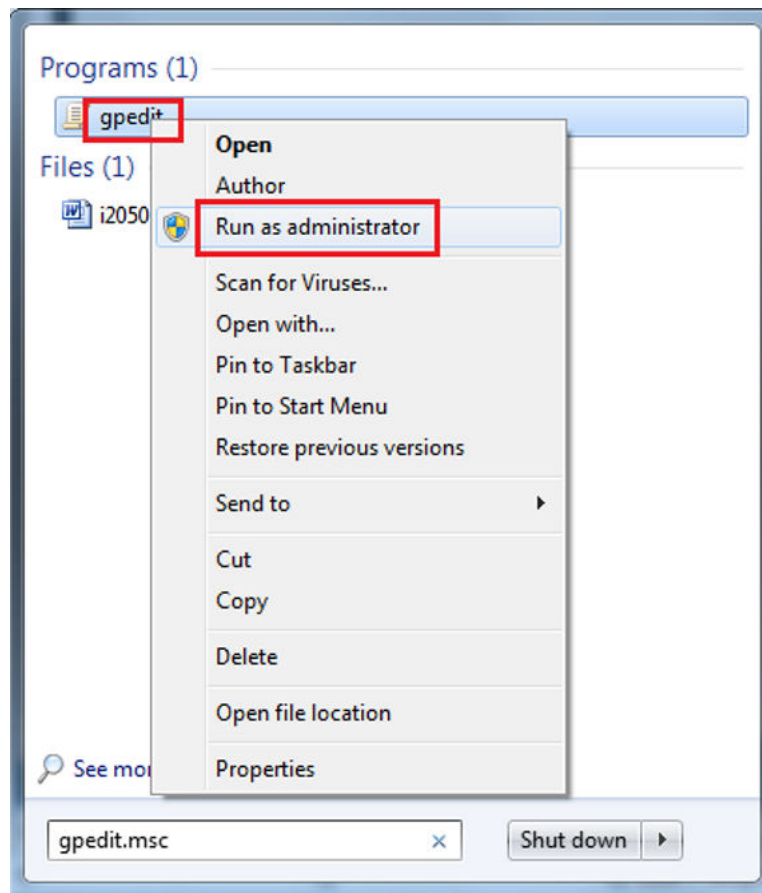 Programs (1)
gpedit
Open
Files (1)
Author
i2050
Run as administrator
Scan for Viruses...
Open with...
Pin to Taskbar
Pin to Start Menu
Restore previous versions
Send to
Cut
Copy
Delete
Open file location
See
Properties
gpedit.msc
Shut down